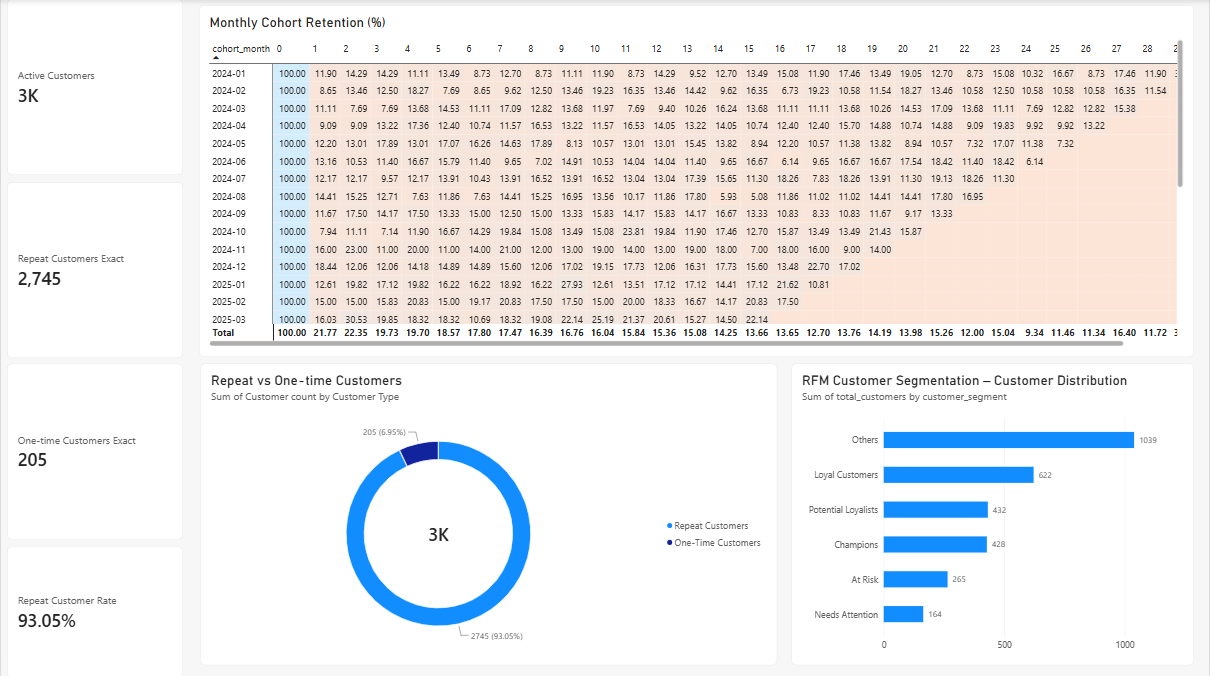 Active Customers
3K
Repeat Customers Exact
2,745
One-time Customers Exact
205
Repeat Customer Rate
93.05%
Monthly Cohort Retention (%)
cohort_month 0 1 2 3 4 5 6 7 8 9 10 11 12 13 14 15 16 17 18 19 20 21 22 23 24 25 26 27 28
2024-01 100.00 11.90 14.29 14.29 11.11 13.49 8.73 12.70 8.73 11.11 11.90 8.73 14.29 9.52 12.70 13.49 15.08 11.90 17.46 13.49 19.05 12.70 8.73 15.08 10.32 16.67 8.73 17.46 11.90
2024-02 100.00 8.65 13.46 12.50 18.27 7.69 8.65 9.62 12.50 13.46 19.23 16.35 13.46 14.42 9.62 16.35 6.73 19.23 10.58 11.54 18.27 13.46 10.58 12.50 10.58 10.58 10.58 16.35 11.54
2024-03 100.00 11.11 7.69 7.69 13.68 14.53 11.11 17.09 12.82 13.68 11.97 7.69 9.40 10.26 16.24 13.68 11.11 11.11 13.68 10.26 14.53 17.09 13.68 11.11 7.69 12.82 12.82 15.38
2024-04 100.00 9.09 9.09 13.22 17.36 12.40 10.74 11.57 16.53 13.22 11.57 16.53 14.05 13.22 14.05 10.74 12.40 12.40 15.70 14.88 10.74 14.88 9.09 19.83 9.92 9.92 13.22
2024-05 100.00 12.20 13.01 17.89 13.01 17.07 16.26 14.63 17.89 8.13 10.57 13.01 13.01 15.45 13.82 8.94 12.20 10.57 11.38 13.82 8.94 10.57 7.32 17.07 11.38 7.32
2024-06 100.00 13.16 10.53 11.40 16.67 15.79 11.40 9.65 7.02 14.91 10.53 14.04 14.04 11.40 9.65 16.67 6.14 9.65 16.67 16.67 17.54 18.42 11.40 18.42 6.14
2024-07 100.00 12.17 12.17 9.57 12.17 13.91 10.43 13.91 16.52 13.91 16.52 13.04 13.04 17.39 15.65 11.30 18.26 7.83 18.26 13.91 11.30 19.13 18.26 11.30
2024-08 100.00 14.41 15.25 12.71 7.63 11.86 7.63 14.41 15.25 16.95 13.56 10.17 11.86 17.80 5.93 5.08 11.86 11.02 11.02 14.41 14.41 17.80 16.95
2024-09 100.00 11.67 17.50 14.17 17.50 13.33 15.00 12.50 15.00 13.33 15.83 14.17 15.83 14.17 16.67 13.33 10.83 8.33 10.83 11.67 9.17 13.33
2024-10 100.00 7.94 11.11 7.14 11.90 16.67 14.29 19.84 15.08 13.49 15.08 23.81 19.84 11.90 17.46 12.70 15.87 13.49 13.49 21.43 15.87
2024-11 100.00 16.00 23.00 11.00 20.00 11.00 14.00 21.00 12.00 13.00 19.00 14.00 13.00 19.00 18.00 7.00 18.00 16.00 9.00 14.00
2024-12 100.00 18.44 12.06 12.06 14.18 14.89 14.89 15.60 12.06 17.02 19.15 17.73 12.06 16.31 17.73 15.60 13.48 22.70 17.02
2025-01 100.00 12.61 19.82 17.12 19.82 16.22 16.22 18.92 16.22 27.93 12.61 13.51 17.12 17.12 14.41 17.12 21.62 10.81
2025-02 100.00 15.00 15.00 15.83 20.83 15.00 19.17 20.83 17.50 17.50 15.00 20.00 18.33 16.67 14.17 20.83 17.50
2025-03 100.00 16.03 30.53 19.85 18.32 18.32 10.69 18.32 19.08 22.14 25.19 21.37 20.61 15.27 14.50 22.14
Total 100.00 21.77 22.35 19.73 19.70 18.57 17.80 17.47 16.39 16.76 16.04 15.84 15.36 15.08 14.25 13.66 13.65 12.70 13.76 14.19 13.98 15.26 12.00 15.04 9.34 11.46 11.34 16.40 11.72
Repeat vs One-time Customers
Sum of Customer count by Customer Type
205 (6.95%)
3K
2745 (93.05%)
Repeat Customers
One-Time Customers
RFM Customer Segmentation – Customer Distribution
Sum of total_customers by customer_segment
Others 1039
Loyal Customers 622
Potential Loyalists 432
Champions 428
At Risk 265
Needs Attention 164
0 500 1000